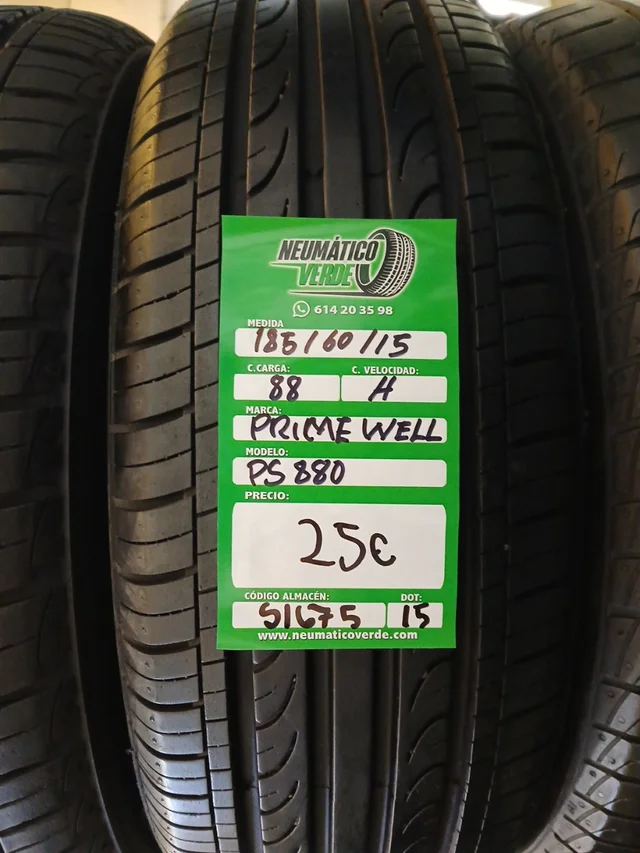 NEUMÁTICO
VERDE
614 20 35 98
MEDIDA
185/60/15
C.CARGA: C. VELOCIDAD:
88 H
MARCA:
PRIME WELL
MODELO:
PS 880
PRECIO:
25€
CÓDIGO ALMACÉN: DOT:
S1675 15
www.neumaticoverde.com